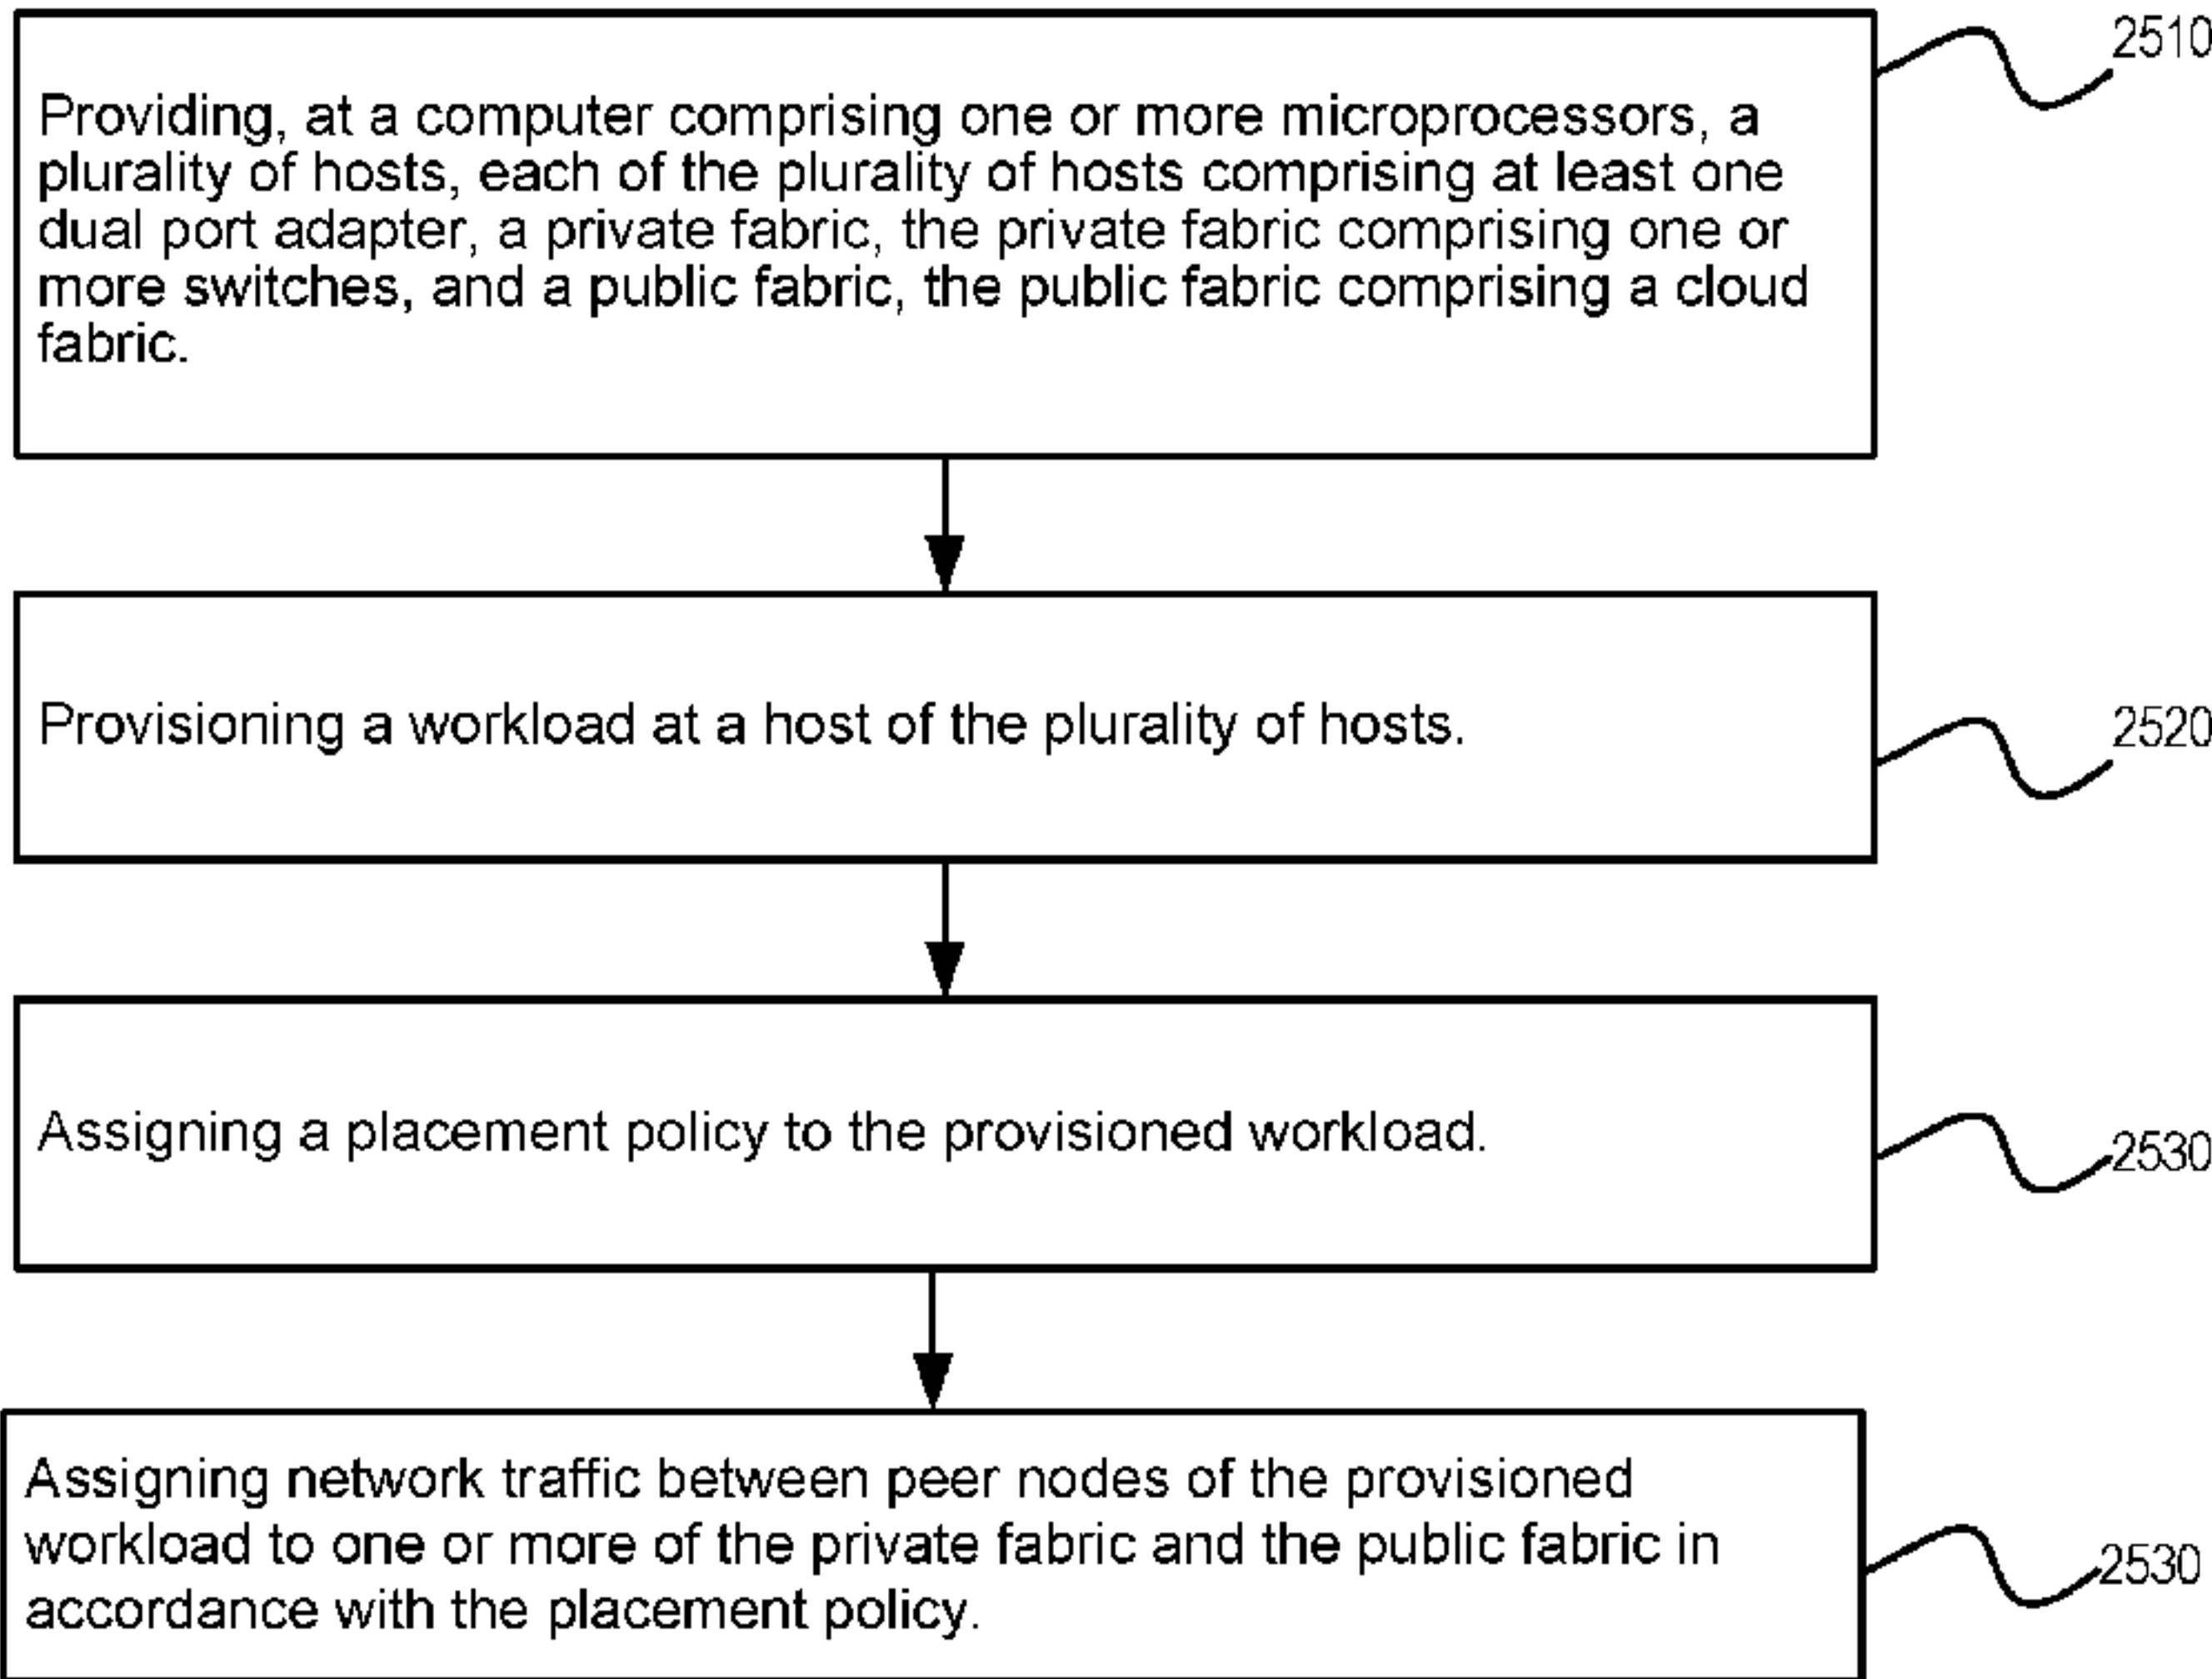 2510
Providing, at a computer comprising one or more microprocessors, a
plurality of hosts, each of the plurality of hosts comprising at least one
dual port adapter, a private fabric, the private fabric comprising one or
more switches, and a public fabric, the public fabric comprising a cloud
fabric.
Provisioning a workload at a host of the plurality of hosts.
2520
Assigning a placement policy to the provisioned workload.
2530
Assigning network traffic between peer nodes of the provisioned
workload to one or more of the private fabric and the public fabric in
accordance with the placement policy.
2530